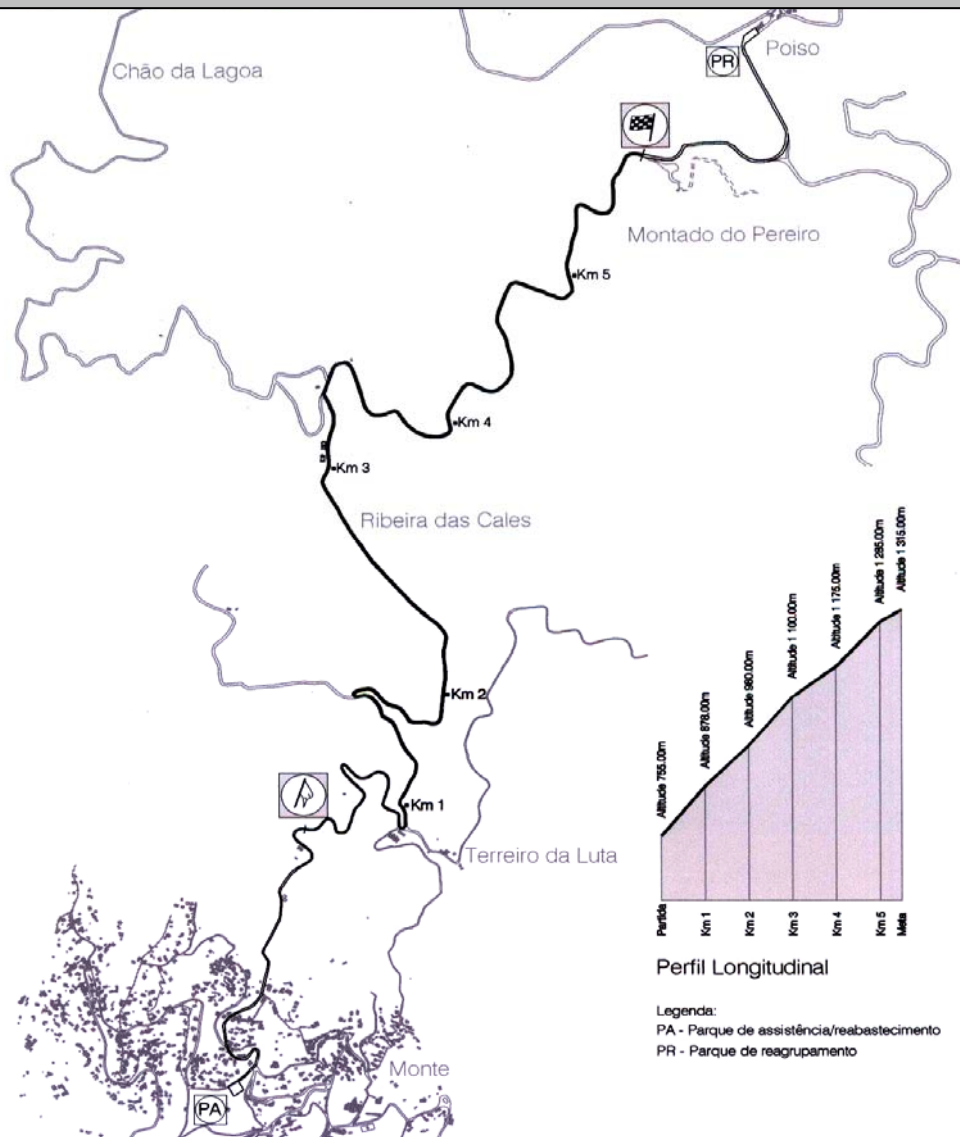 Poiso
PR
Chão da Lagoa
Montado do Pereiro
Km 5
Km 4
Km 3
Ribeira das Cales
Km 2
Km 1
Terreiro da Luta
Monte
PA
Altitude 755.00m
Altitude 878.00m
Altitude 980.00m
Altitude 1 100.00m
Altitude 1 175.00m
Altitude 1 285.00m
Altitude 1 315.00m
Partida
Km 1
Km 2
Km 3
Km 4
Km 5
Meta
Perfil Longitudinal
Legenda:
PA - Parque de assistência/reabastecimento
PR - Parque de reagrupamento